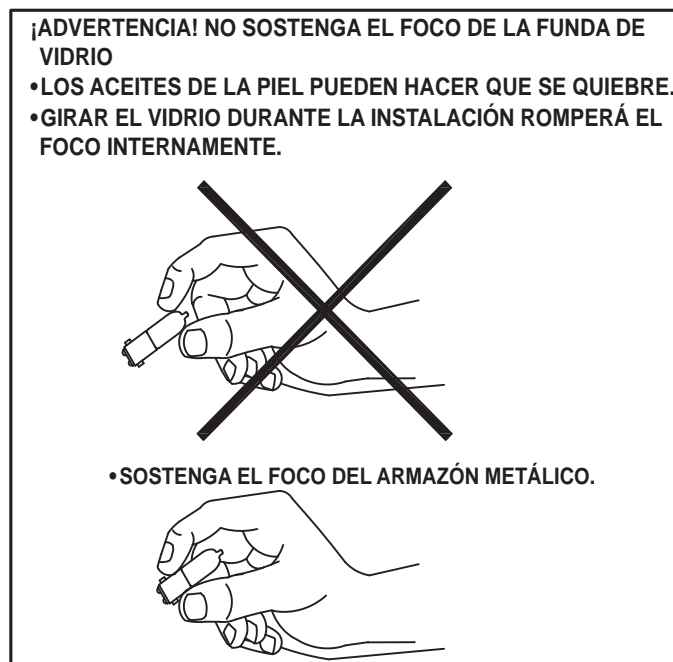 ¡ADVERTENCIA! NO SOSTENGA EL FOCO DE LA FUNDA DE
VIDRIO
•LOS ACEITES DE LA PIEL PUEDEN HACER QUE SE QUIEBRE.
•GIRAR EL VIDRIO DURANTE LA INSTALACIÓN ROMPERÁ EL
FOCO INTERNAMENTE.
•SOSTENGA EL FOCO DEL ARMAZÓN METÁLICO.